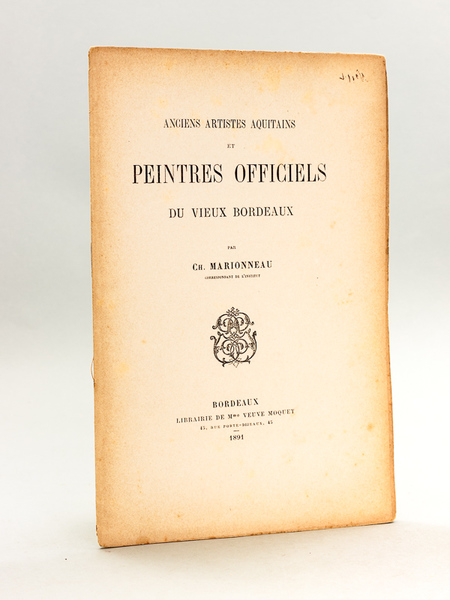 ANCIENS ARTISTES AQUITAINS
ET
PEINTRES OFFICIELS
DU VIEUX BORDEAUX
PAR
CH. MARIONNEAU
CORRESPONDANT DE L'INSTITUT
BORDEAUX
LIBRAIRIE DE Mme VEUVE MOQUET
45, RUE PORTE-DIJEAUX, 45
1891